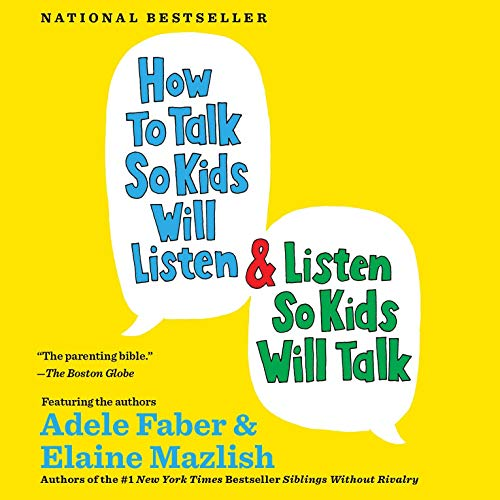 NATIONAL BESTSELLER
How
To Talk
So Kids
Will
Listen
& Listen
So Kids
Will Talk
“The parenting bible.”
—The Boston Globe
Featuring the authors
Adele Faber &
Elaine Mazlish
Authors of the #1 New York Times Bestseller Siblings Without Rivalry